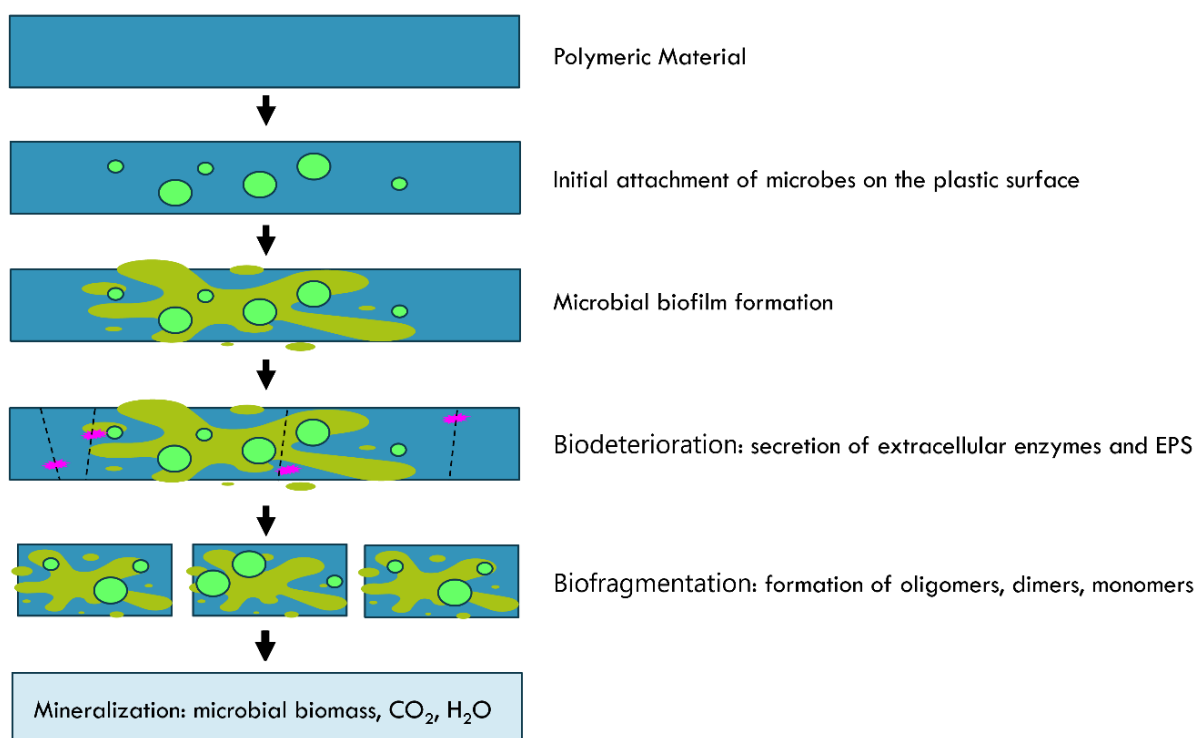 Polymeric Material
Initial attachment of microbes on the plastic surface
Microbial biofilm formation
Biodeterioration: secretion of extracellular enzymes and EPS
Biofragmentation: formation of oligomers, dimers, monomers
Mineralization: microbial biomass, CO₂, H₂O